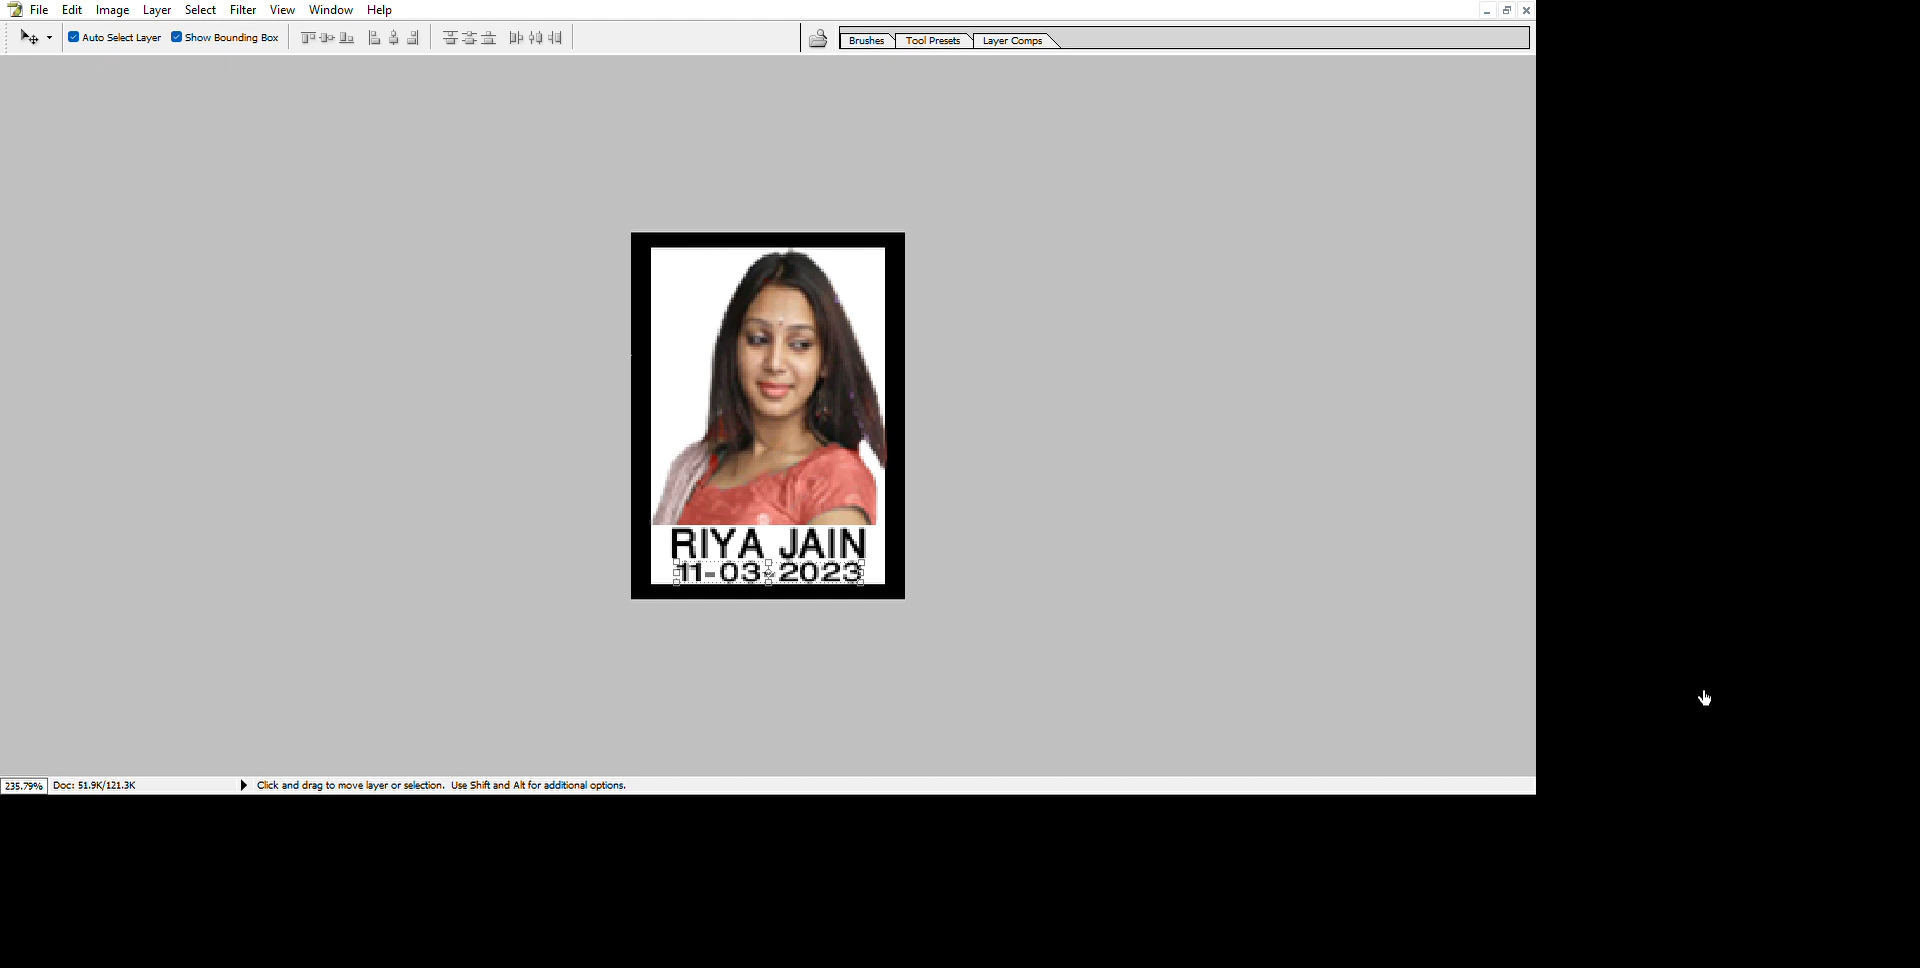 File Edit Image Layer Select Filter View Window Help
Auto Select Layer Show Bounding Box Brushes Tool Presets Layer Comps
RIYA JAIN
11-03-2023
235.79% Doc: 51.9K/121.3K Click and drag to move layer or selection. Use Shift and Alt for additional options.